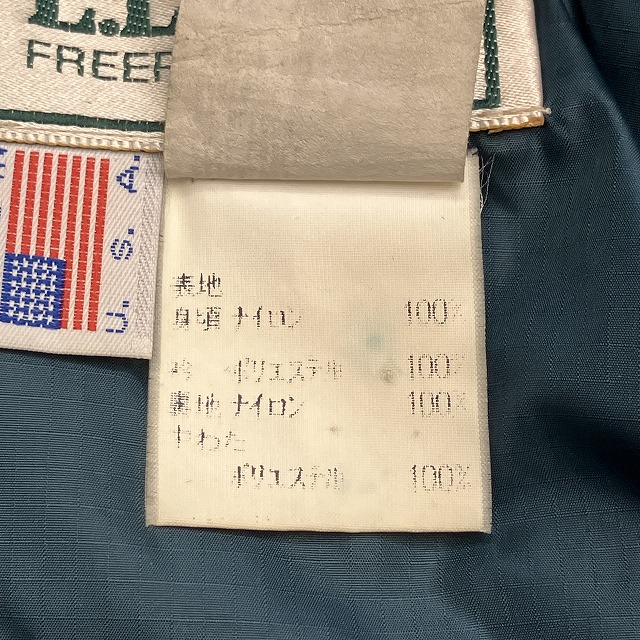 L.L
FREEP
U.S.A.
表地
身頃 ナイロン 100%
衿 ポリエステル 100%
裏地 ナイロン 100%
中わた
ポリエステル 100%